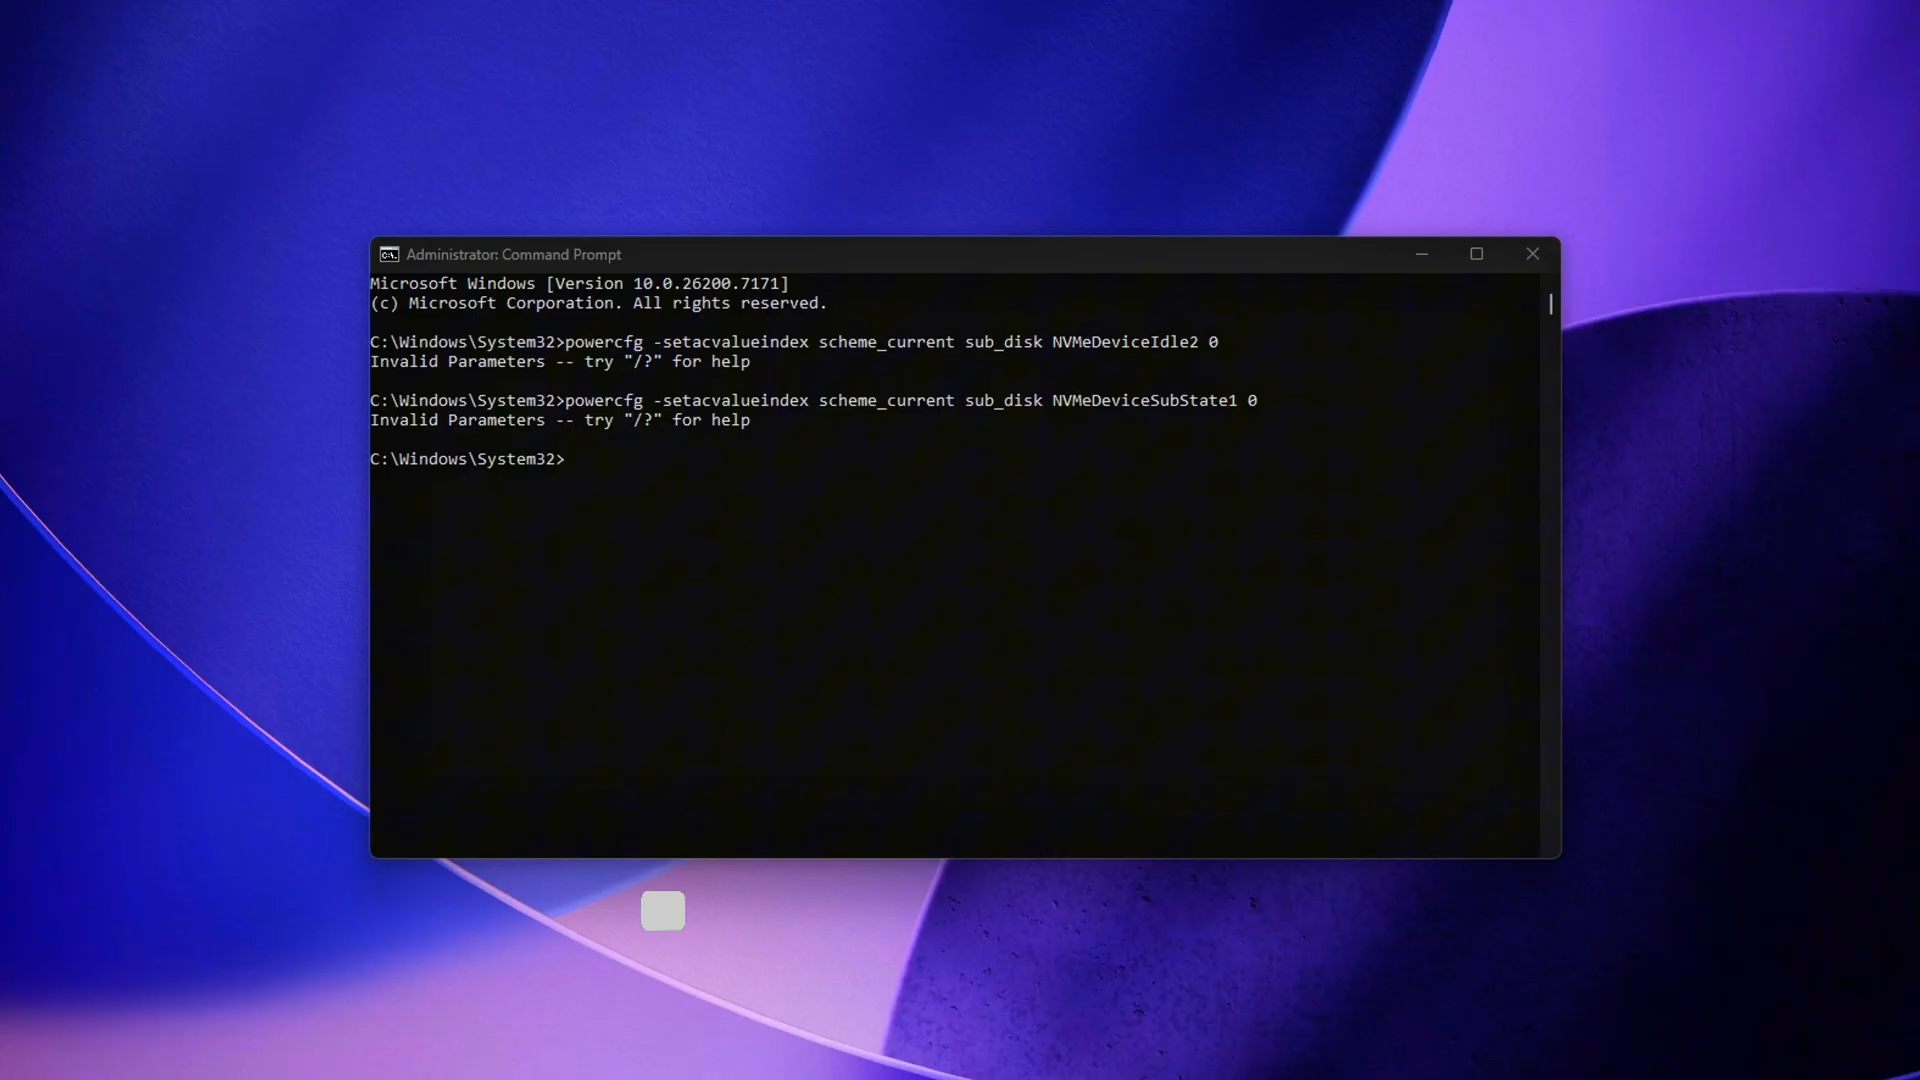 Administrator: Command Prompt
Microsoft Windows [Version 10.0.26200.7171]
(c) Microsoft Corporation. All rights reserved.
C:\Windows\System32>powercfg -setacvalueindex scheme_current sub_disk NVMeDeviceIdle2 0
Invalid Parameters -- try "/?" for help
C:\Windows\System32>powercfg -setacvalueindex scheme_current sub_disk NVMeDeviceSubState1 0
Invalid Parameters -- try "/?" for help
C:\Windows\System32>